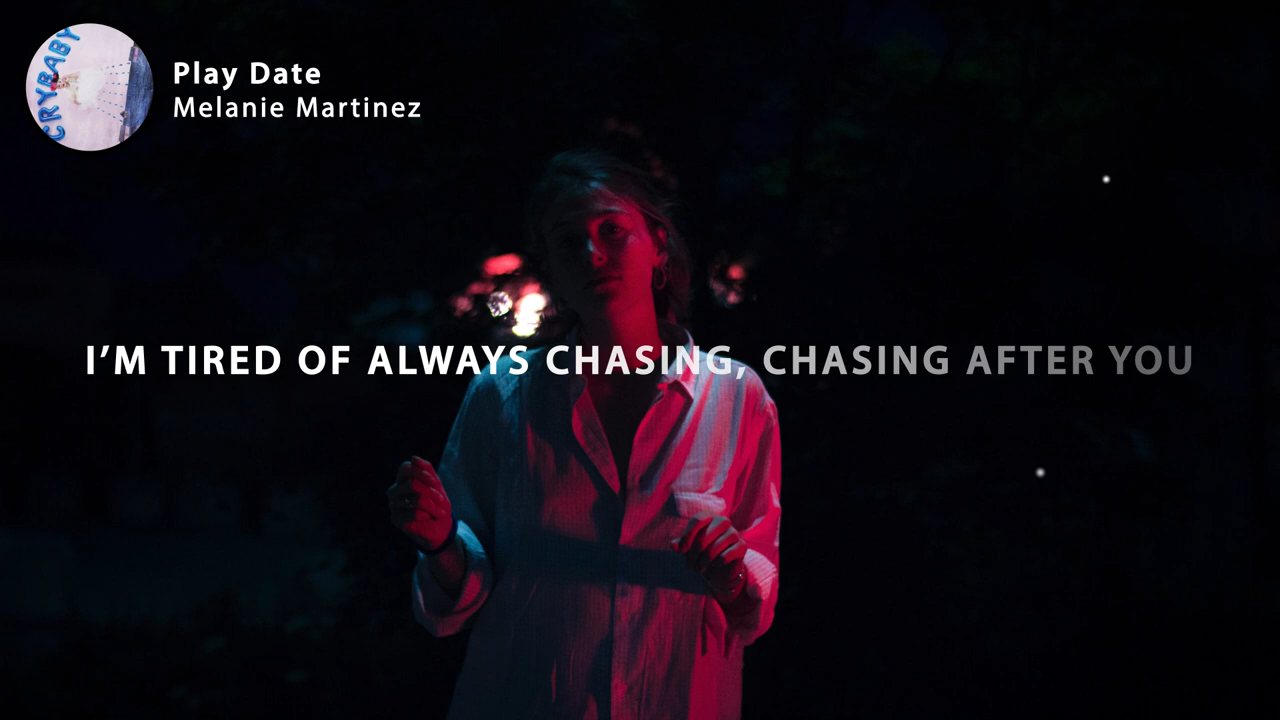 CRYBABY
Play Date
Melanie Martinez
I’M TIRED OF ALWAYS CHASING, CHASING AFTER YOU